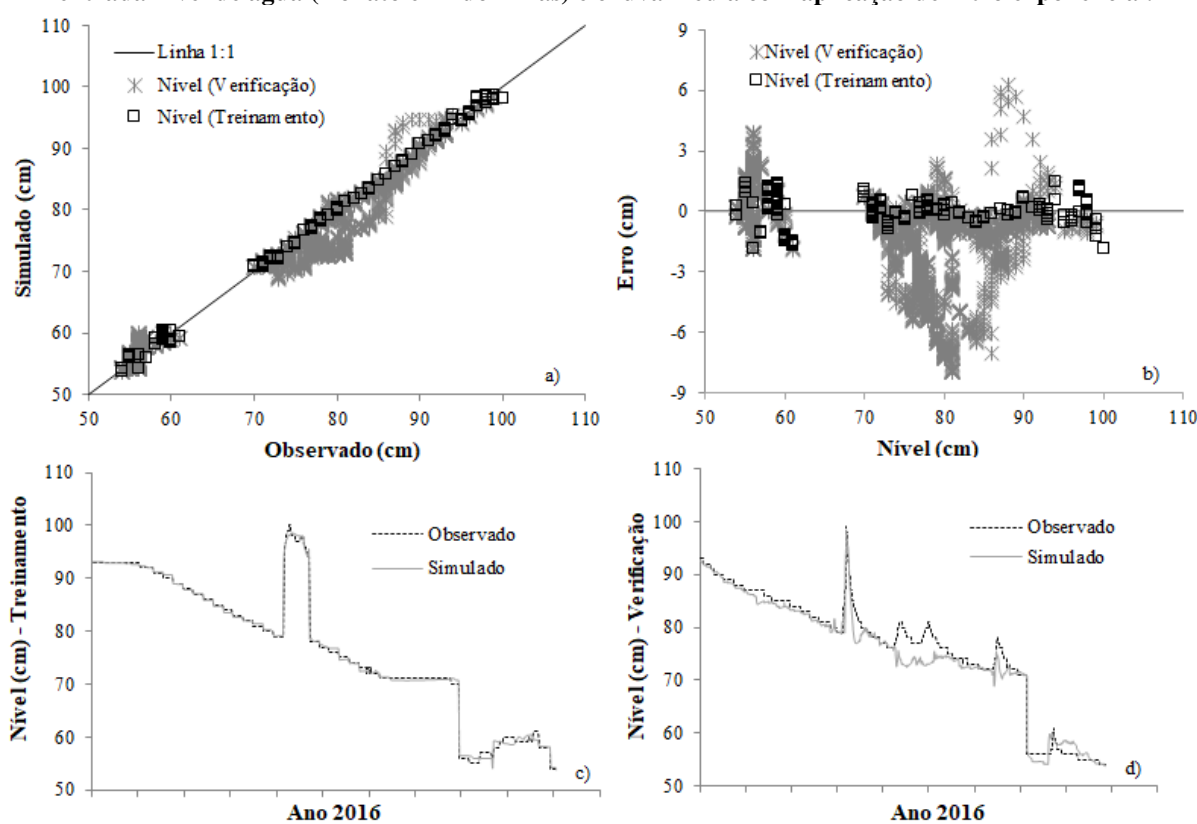 110
100
90
80
70
60
50
50 60 70 80 90 100 110
Simulado (cm)
Observado (cm)
Linha 1:1
Nível (Verificação)
Nível (Treinamento)
a)
9
6
3
0
-3
-6
-9
50 60 70 80 90 100 110
Erro (cm)
Nível (cm)
Nível (Verificação)
Nível (Treinamento)
b)
110
100
90
80
70
60
50
Nível (cm) - Treinamento
Ano 2016
Observado
Simulado
c)
110
100
90
80
70
60
50
Nível (cm) - Verificação
Ano 2016
Observado
Simulado
d)